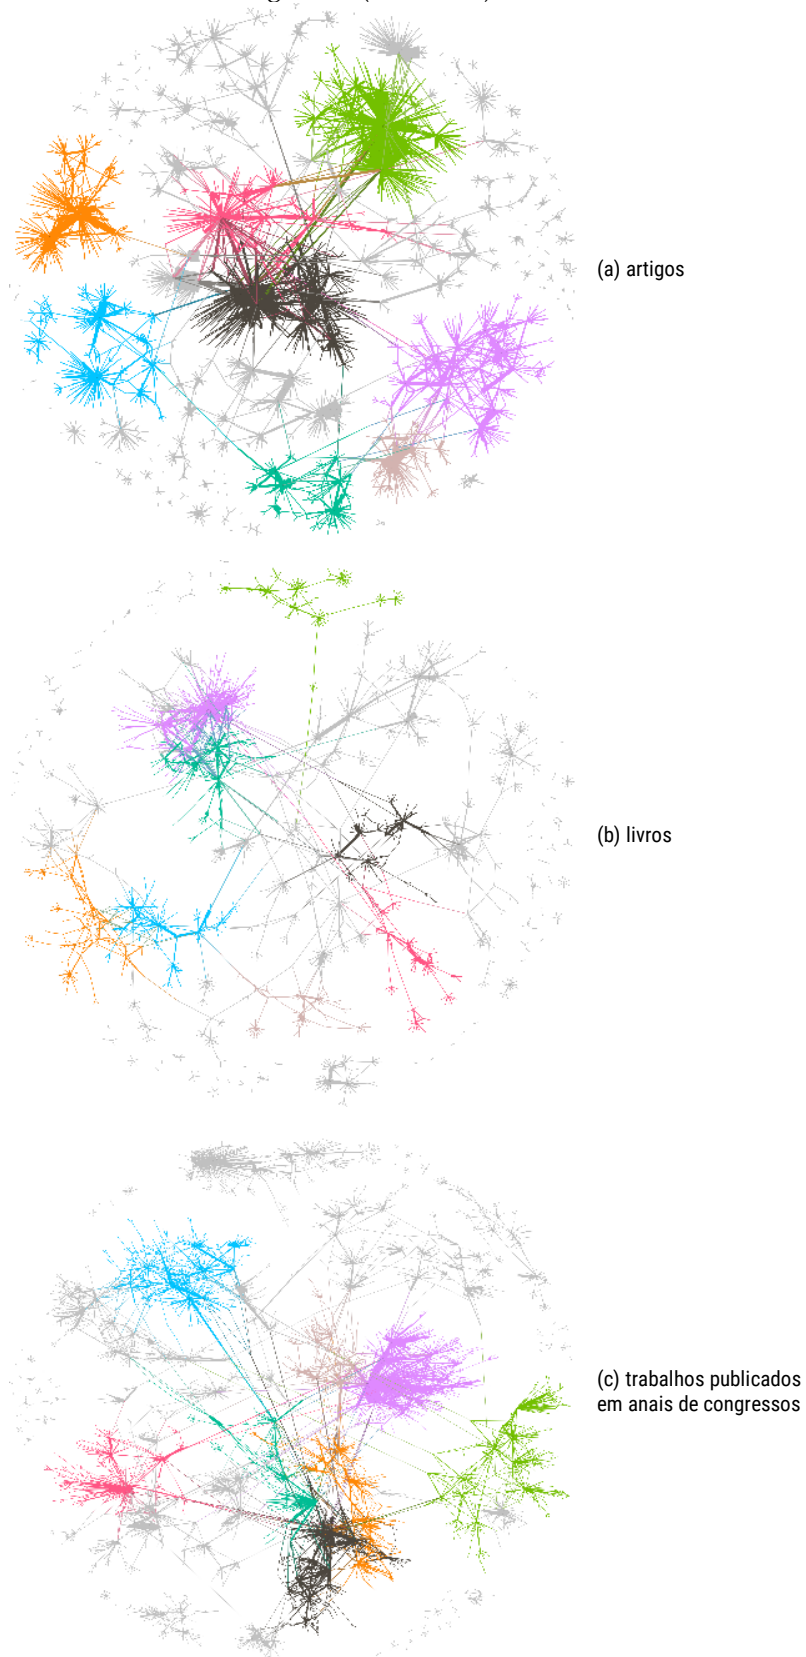 (a) artigos
(b) livros
(c) trabalhos publicados
em anais de congressos